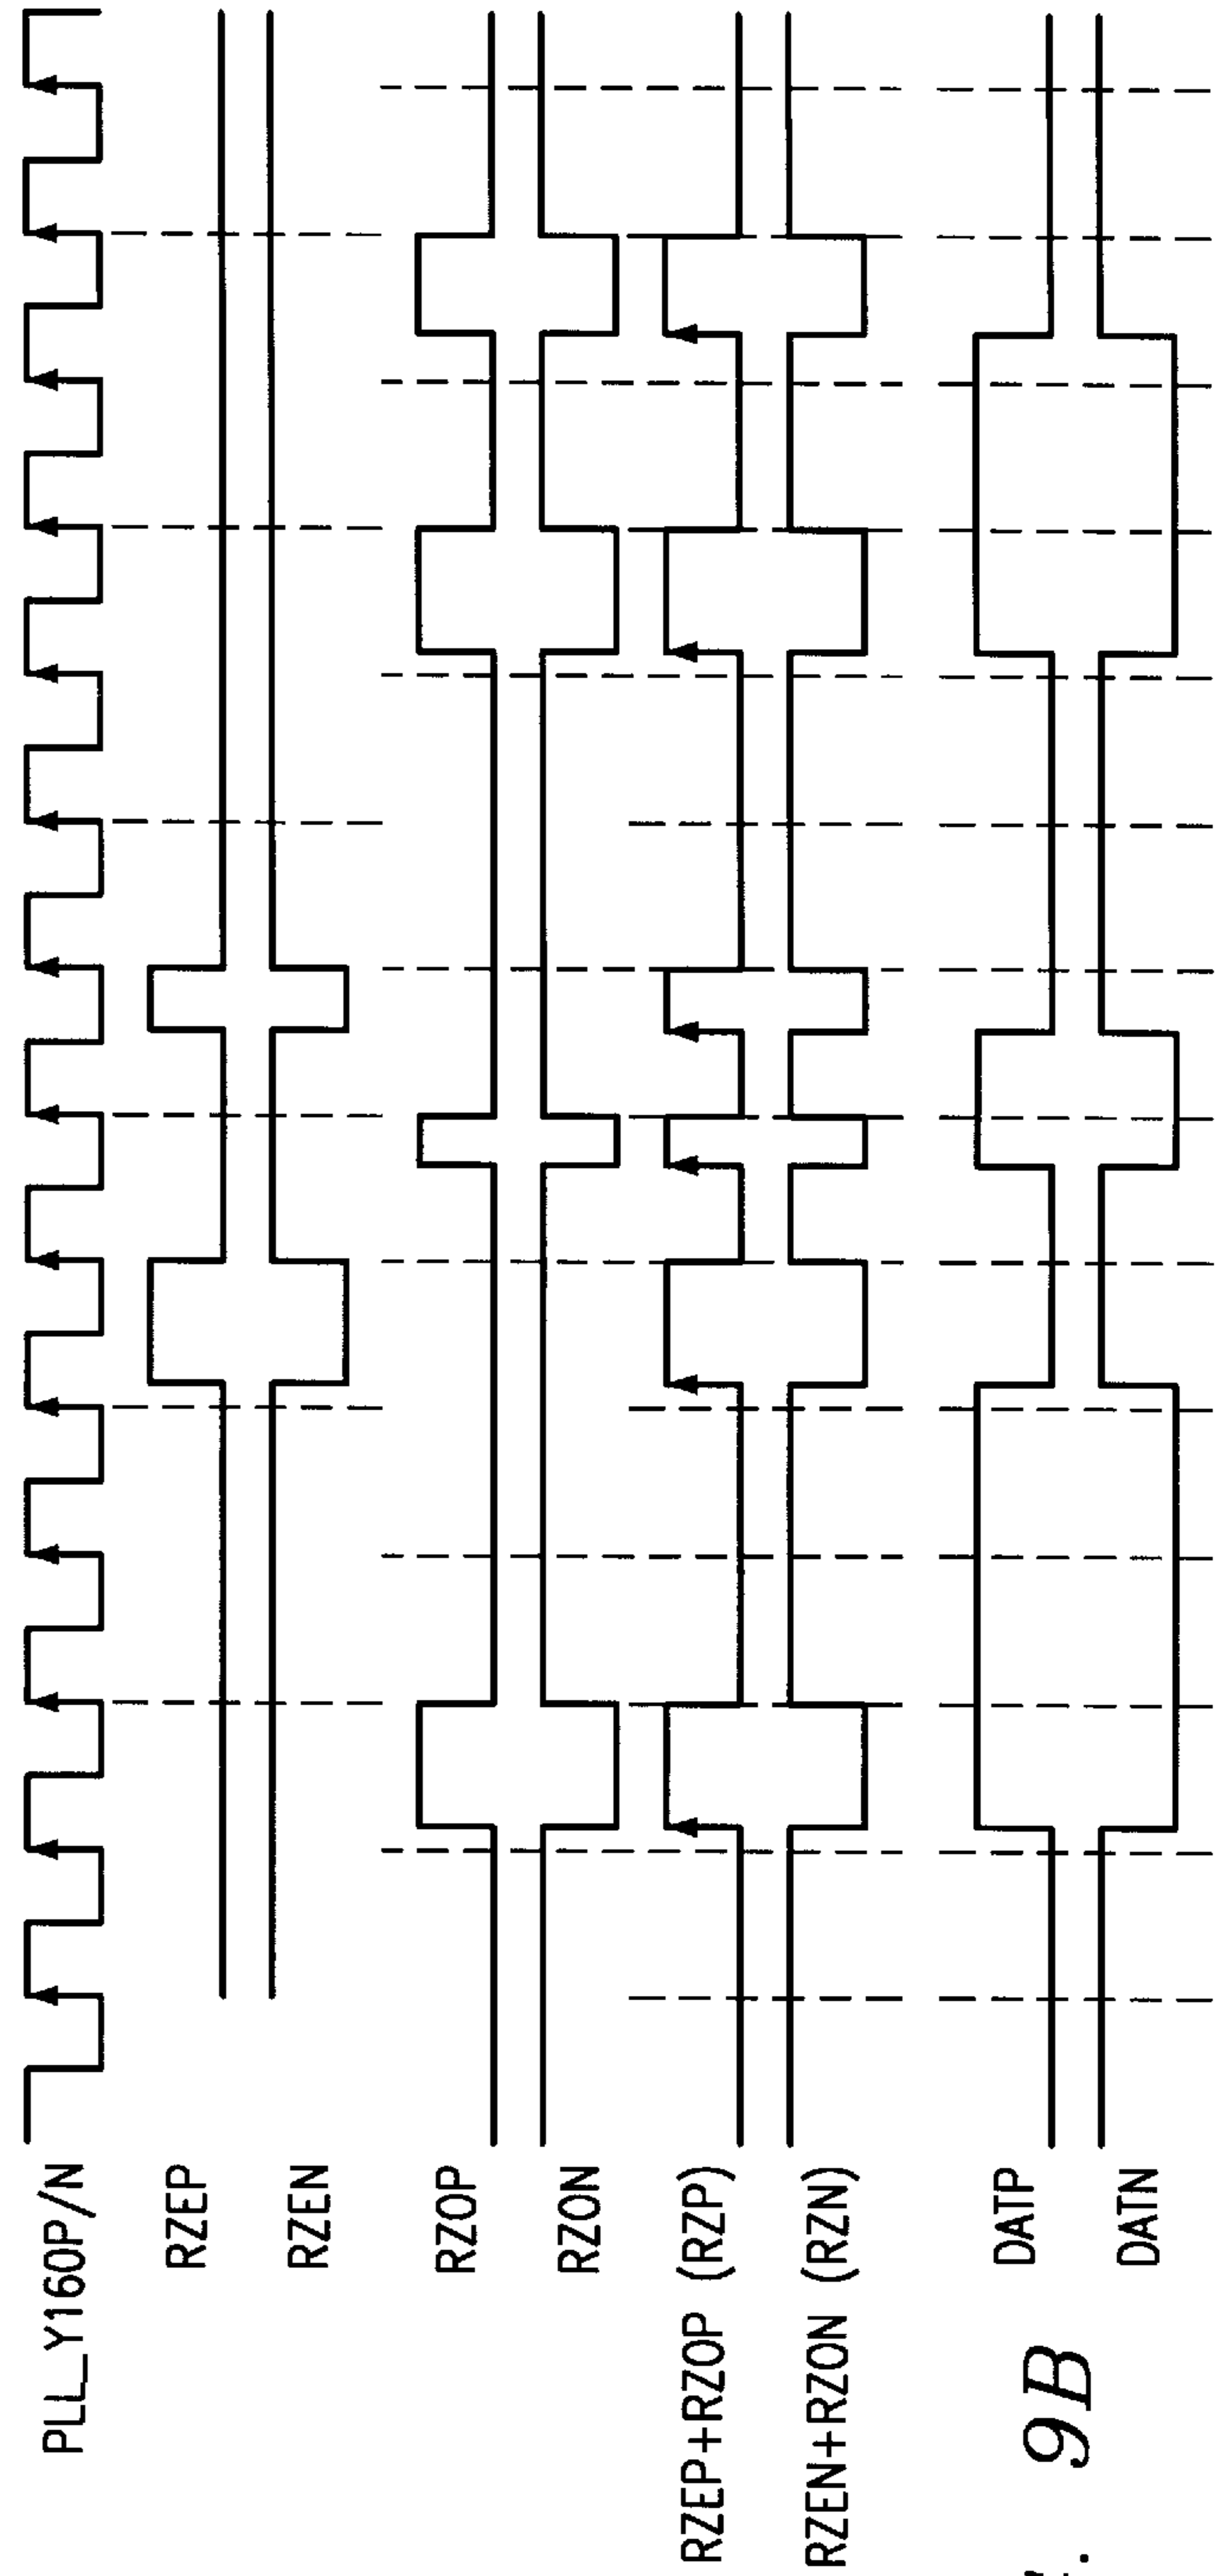 PLL_Y160P/N
RZEP
RZEN
RZOP
RZON
RZEP+RZOP (RZP)
RZEN+RZON (RZN)
DATP
DATN
9B